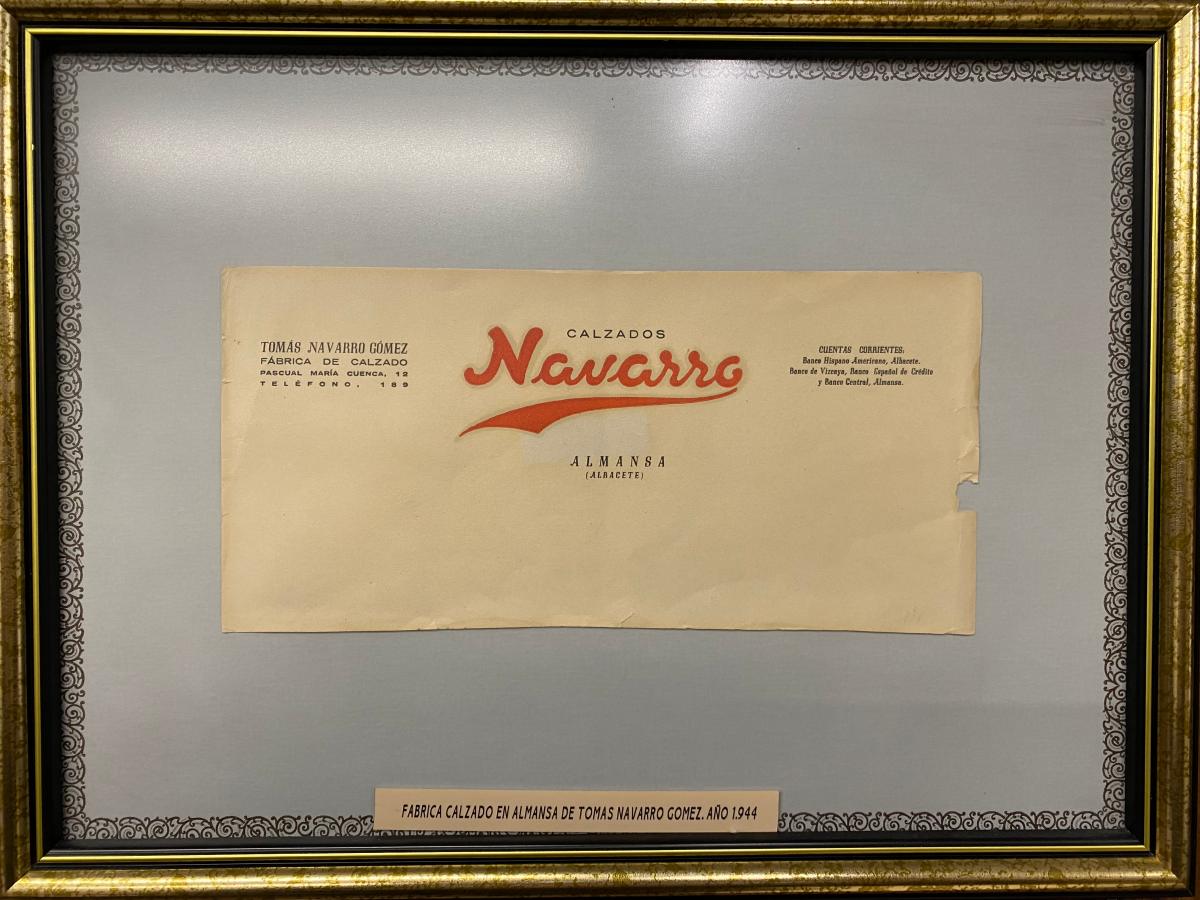 TOMÁS NAVARRO GÓMEZ
FÁBRICA DE CALZADO
PASCUAL MARÍA CUENCA, 12
TELÉFONO, 189
CALZADOS
Navarro
ALMANSA
(ALBACETE)
CUENTAS CORRIENTES:
Banco Hispano Americano, Albacete.
Banco de Vizcaya, Banco Español de Crédito
y Banco Central, Almansa.
FABRICA CALZADO EN ALMANSA DE TOMAS NAVARRO GOMEZ. AÑO 1.944